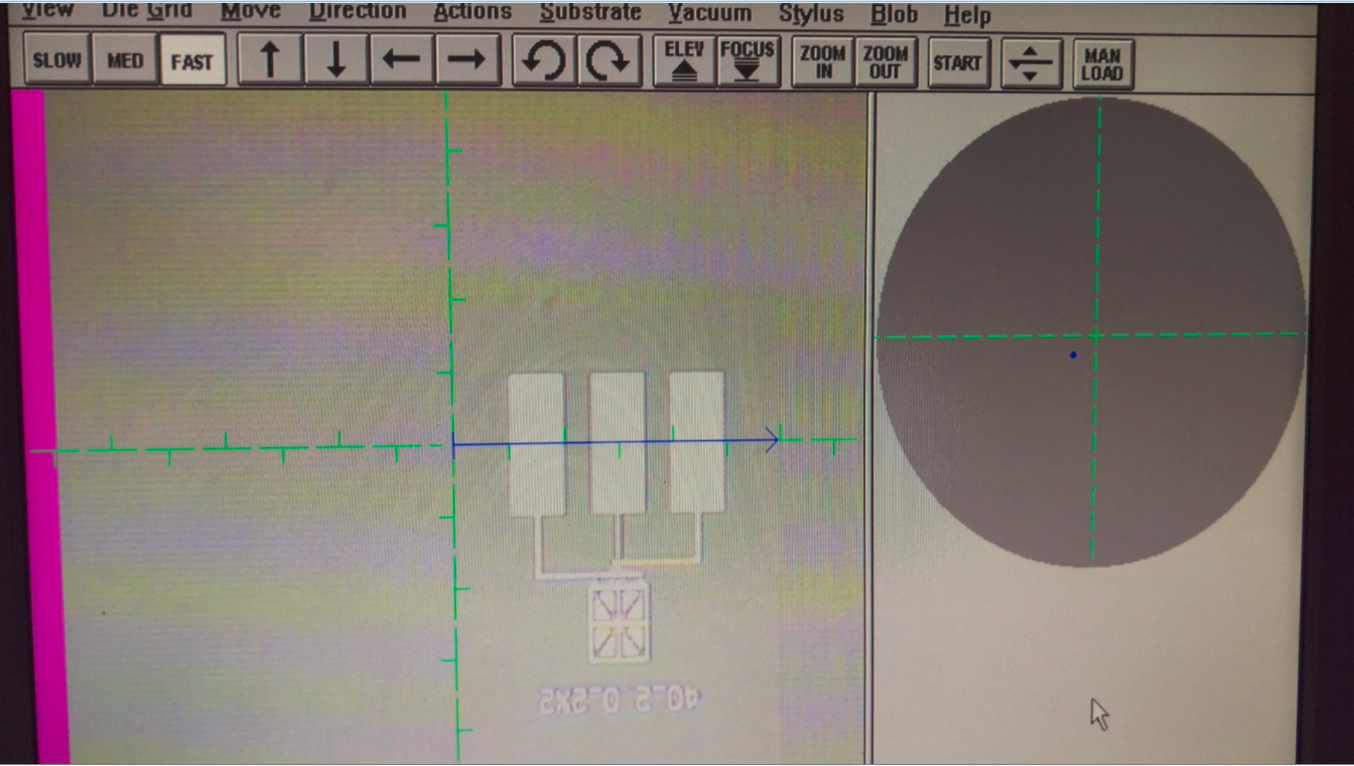 View Die Grid Move Direction Actions Substrate Vacuum Stylus Blob Help
SLOW MED FAST ELEV FOCUS ZOOM IN ZOOM OUT START MAN LOAD